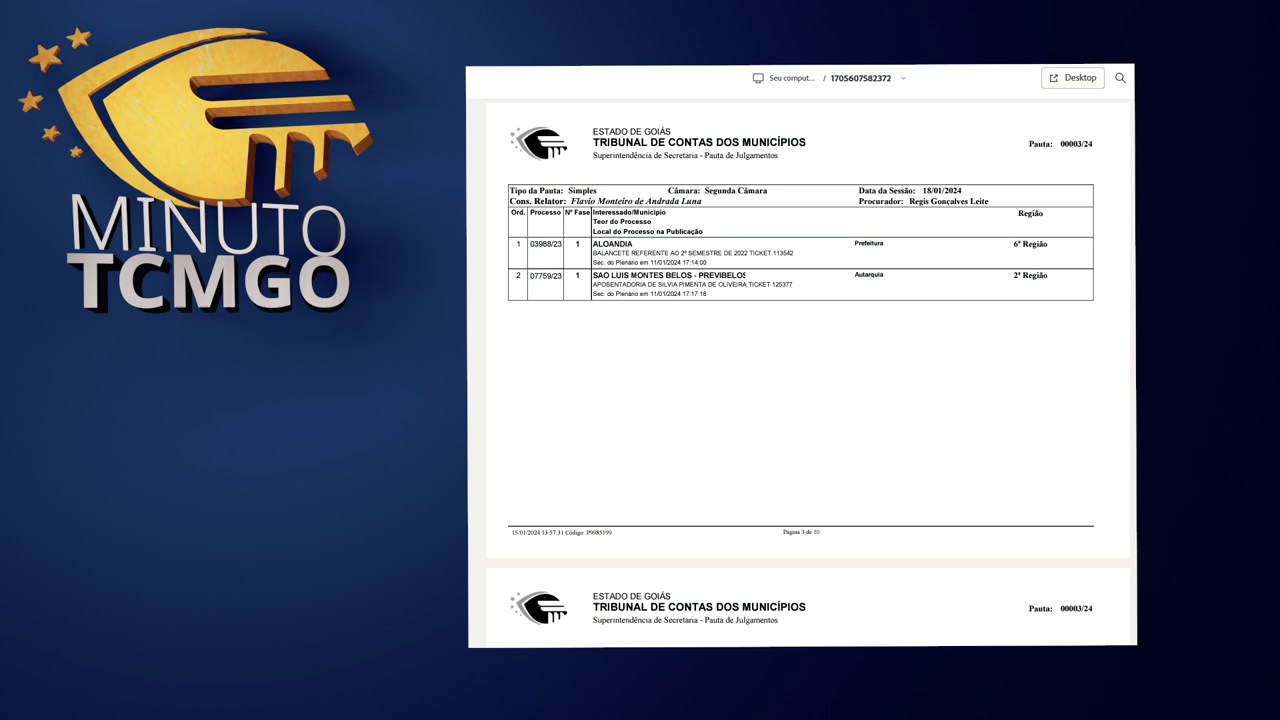 MINUTO
TCMGO
Seu comput... / 1705607582372
Desktop
ESTADO DE GOIÁS
TRIBUNAL DE CONTAS DOS MUNICÍPIOS
Superintendência de Secretaria - Pauta de Julgamentos
Pauta: 00003/24
Tipo da Pauta: Simples Câmara: Segunda Câmara Data da Sessão: 18/01/2024
Cons. Relator: Flavio Monteiro de Andrada Luna Procurador: Regis Gonçalves Leite
Ord. Processo Nº Fase Interessado/Município Região
Teor do Processo
Local do Processo na Publicação
1 03988/23 1 ALOANDIA Prefeitura 6ª Região
BALANCETE REFERENTE AO 2º SEMESTRE DE 2022 TICKET 113542
Sec. do Plenário em 11/01/2024 17:14:00
2 07759/23 1 SAO LUIS MONTES BELOS - PREVIBELOS Autarquia 2ª Região
APOSENTADORIA DE SILVIA PIMENTA DE OLIVEIRA TICKET 125377
Sec. do Plenário em 11/01/2024 17:17:18
15/01/2024 13:57:31 Código: P9985199 Página 3 de 10
ESTADO DE GOIÁS
TRIBUNAL DE CONTAS DOS MUNICÍPIOS
Superintendência de Secretaria - Pauta de Julgamentos
Pauta: 00003/24